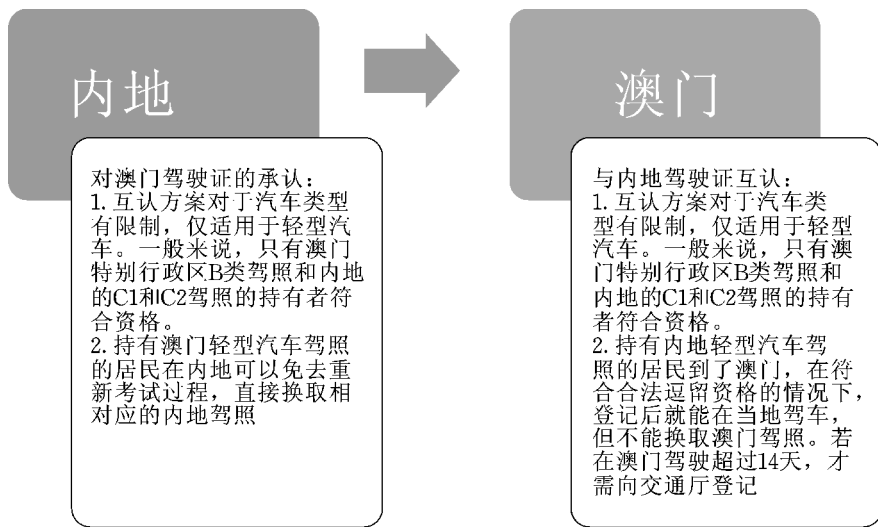 内地
对澳门驾驶证的承认：
1.互认方案对于汽车类型
有限制，仅适用于轻型汽
车。一般来说，只有澳门
特别行政区B类驾照和内地
的C1和C2驾照的持有者符
合资格。
2.持有澳门轻型汽车驾照
的居民在内地可以免去重
新考试过程，直接换取相
对应的内地驾照
澳门
与内地驾驶证互认：
1.互认方案对于汽车类
型有限制，仅适用于轻型
汽车。一般来说，只有澳
门特别行政区B类驾照和
内地的C1和C2驾照的持有
者符合资格。
2.持有内地轻型汽车驾
照的居民到了澳门，在符
合合法逗留资格的情况下，
登记后就能在当地驾车，
但不能换取澳门驾照。若
在澳门驾驶超过14天，才
需向交通厅登记